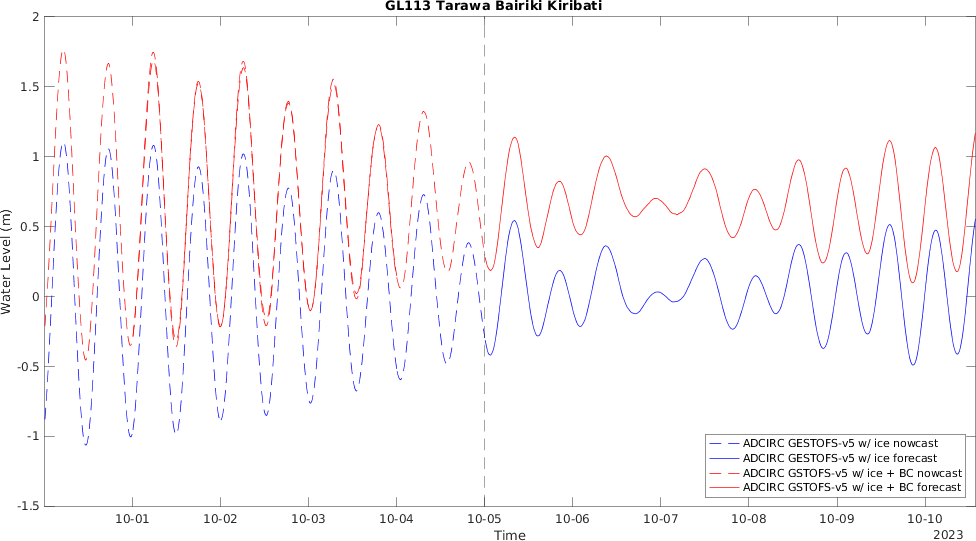 GL113 Tarawa Bairiki Kiribati
2
1.5
1
0.5
0
-0.5
-1
-1.5
Water Level (m)
ADCIRC GESTOFS-v5 w/ ice nowcast
ADCIRC GESTOFS-v5 w/ ice forecast
ADCIRC GSTOFS-v5 w/ ice + BC nowcast
ADCIRC GSTOFS-v5 w/ ice + BC forecast
10-01 10-02 10-03 10-04 10-05 10-06 10-07 10-08 10-09 10-10
Time
2023